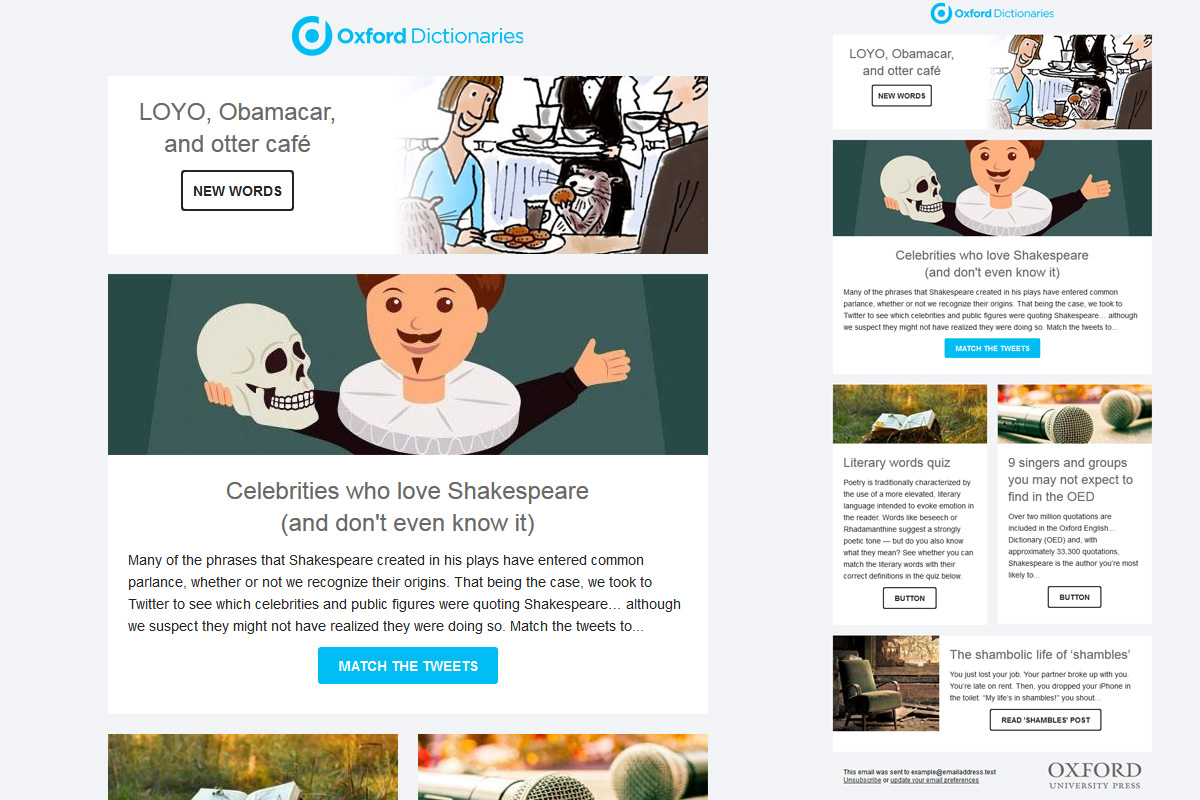 Oxford Dictionaries
LOYO, Obamacar,
and otter café
NEW WORDS
Celebrities who love Shakespeare
(and don't even know it)
Many of the phrases that Shakespeare created in his plays have entered common
parlance, whether or not we recognize their origins. That being the case, we took to
Twitter to see which celebrities and public figures were quoting Shakespeare… although
we suspect they might not have realized they were doing so. Match the tweets to...
MATCH THE TWEETS
Oxford Dictionaries
LOYO, Obamacar,
and otter café
NEW WORDS
Celebrities who love Shakespeare
(and don't even know it)
Many of the phrases that Shakespeare created in his plays have entered common
parlance, whether or not we recognize their origins. That being the case, we took to
Twitter to see which celebrities and public figures were quoting Shakespeare… although
we suspect they might not have realized they were doing so. Match the tweets to...
MATCH THE TWEETS
Literary words quiz
Poetry is traditionally characterized by
the use of a more elevated, literary
language intended to evoke emotion in
the reader. Words like beseech or
Rhadamanthine suggest a strongly
poetic tone — but do you also know
what they mean? See whether you can
match the literary words with their
correct definitions in the quiz below.
BUTTON
9 singers and groups
you may not expect to
find in the OED
Over two million quotations are
included in the Oxford English...
Dictionary (OED) and, with
approximately 33,300 quotations,
Shakespeare is the author you're most
likely to...
BUTTON
The shambolic life of ‘shambles’
You just lost your job. Your partner broke up with you.
You're late on rent. Then, you dropped your iPhone in
the toilet. “My life's in shambles!” you shout...
READ 'SHAMBLES' POST
This email was sent to example@emailaddress.test
Unsubscribe or update your email preferences
OXFORD
UNIVERSITY PRESS